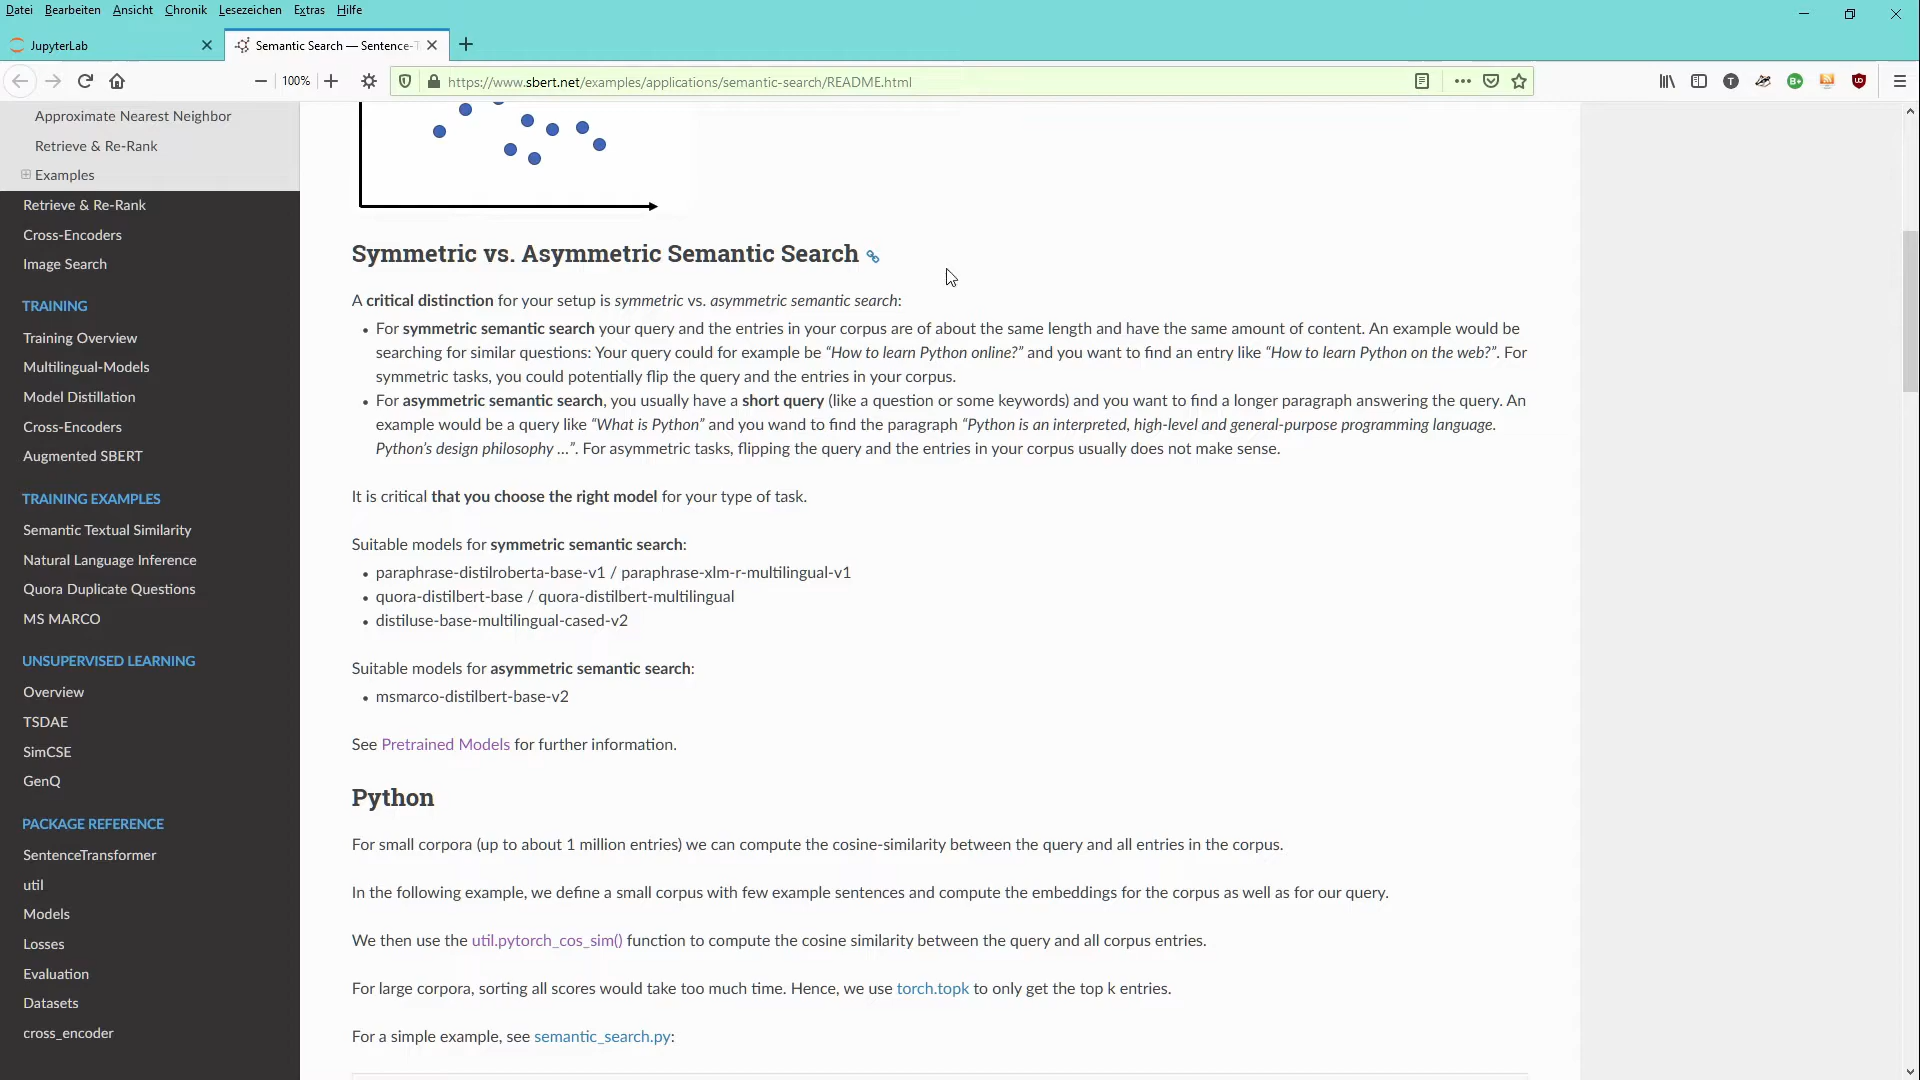 Datei Bearbeiten Ansicht Chronik Lesezeichen Extras Hilfe
JupyterLab
Semantic Search — Sentence-T
100%
https://www.sbert.net/examples/applications/semantic-search/README.html
Approximate Nearest Neighbor
Retrieve & Re-Rank
Examples
Retrieve & Re-Rank
Cross-Encoders
Image Search
TRAINING
Training Overview
Multilingual-Models
Model Distillation
Cross-Encoders
Augmented SBERT
TRAINING EXAMPLES
Semantic Textual Similarity
Natural Language Inference
Quora Duplicate Questions
MS MARCO
UNSUPERVISED LEARNING
Overview
TSDAE
SimCSE
GenQ
PACKAGE REFERENCE
SentenceTransformer
util
Models
Losses
Evaluation
Datasets
cross_encoder
Symmetric vs. Asymmetric Semantic Search
A critical distinction for your setup is symmetric vs. asymmetric semantic search:
• For symmetric semantic search your query and the entries in your corpus are of about the same length and have the same amount of content. An example would be
searching for similar questions: Your query could for example be “How to learn Python online?” and you want to find an entry like “How to learn Python on the web?”. For
symmetric tasks, you could potentially flip the query and the entries in your corpus.
• For asymmetric semantic search, you usually have a short query (like a question or some keywords) and you want to find a longer paragraph answering the query. An
example would be a query like “What is Python” and you wand to find the paragraph “Python is an interpreted, high-level and general-purpose programming language.
Python’s design philosophy …”. For asymmetric tasks, flipping the query and the entries in your corpus usually does not make sense.
It is critical that you choose the right model for your type of task.
Suitable models for symmetric semantic search:
• paraphrase-distilroberta-base-v1 / paraphrase-xlm-r-multilingual-v1
• quora-distilbert-base / quora-distilbert-multilingual
• distiluse-base-multilingual-cased-v2
Suitable models for asymmetric semantic search:
• msmarco-distilbert-base-v2
See Pretrained Models for further information.
Python
For small corpora (up to about 1 million entries) we can compute the cosine-similarity between the query and all entries in the corpus.
In the following example, we define a small corpus with few example sentences and compute the embeddings for the corpus as well as for our query.
We then use the util.pytorch_cos_sim() function to compute the cosine similarity between the query and all corpus entries.
For large corpora, sorting all scores would take too much time. Hence, we use torch.topk to only get the top k entries.
For a simple example, see semantic_search.py: